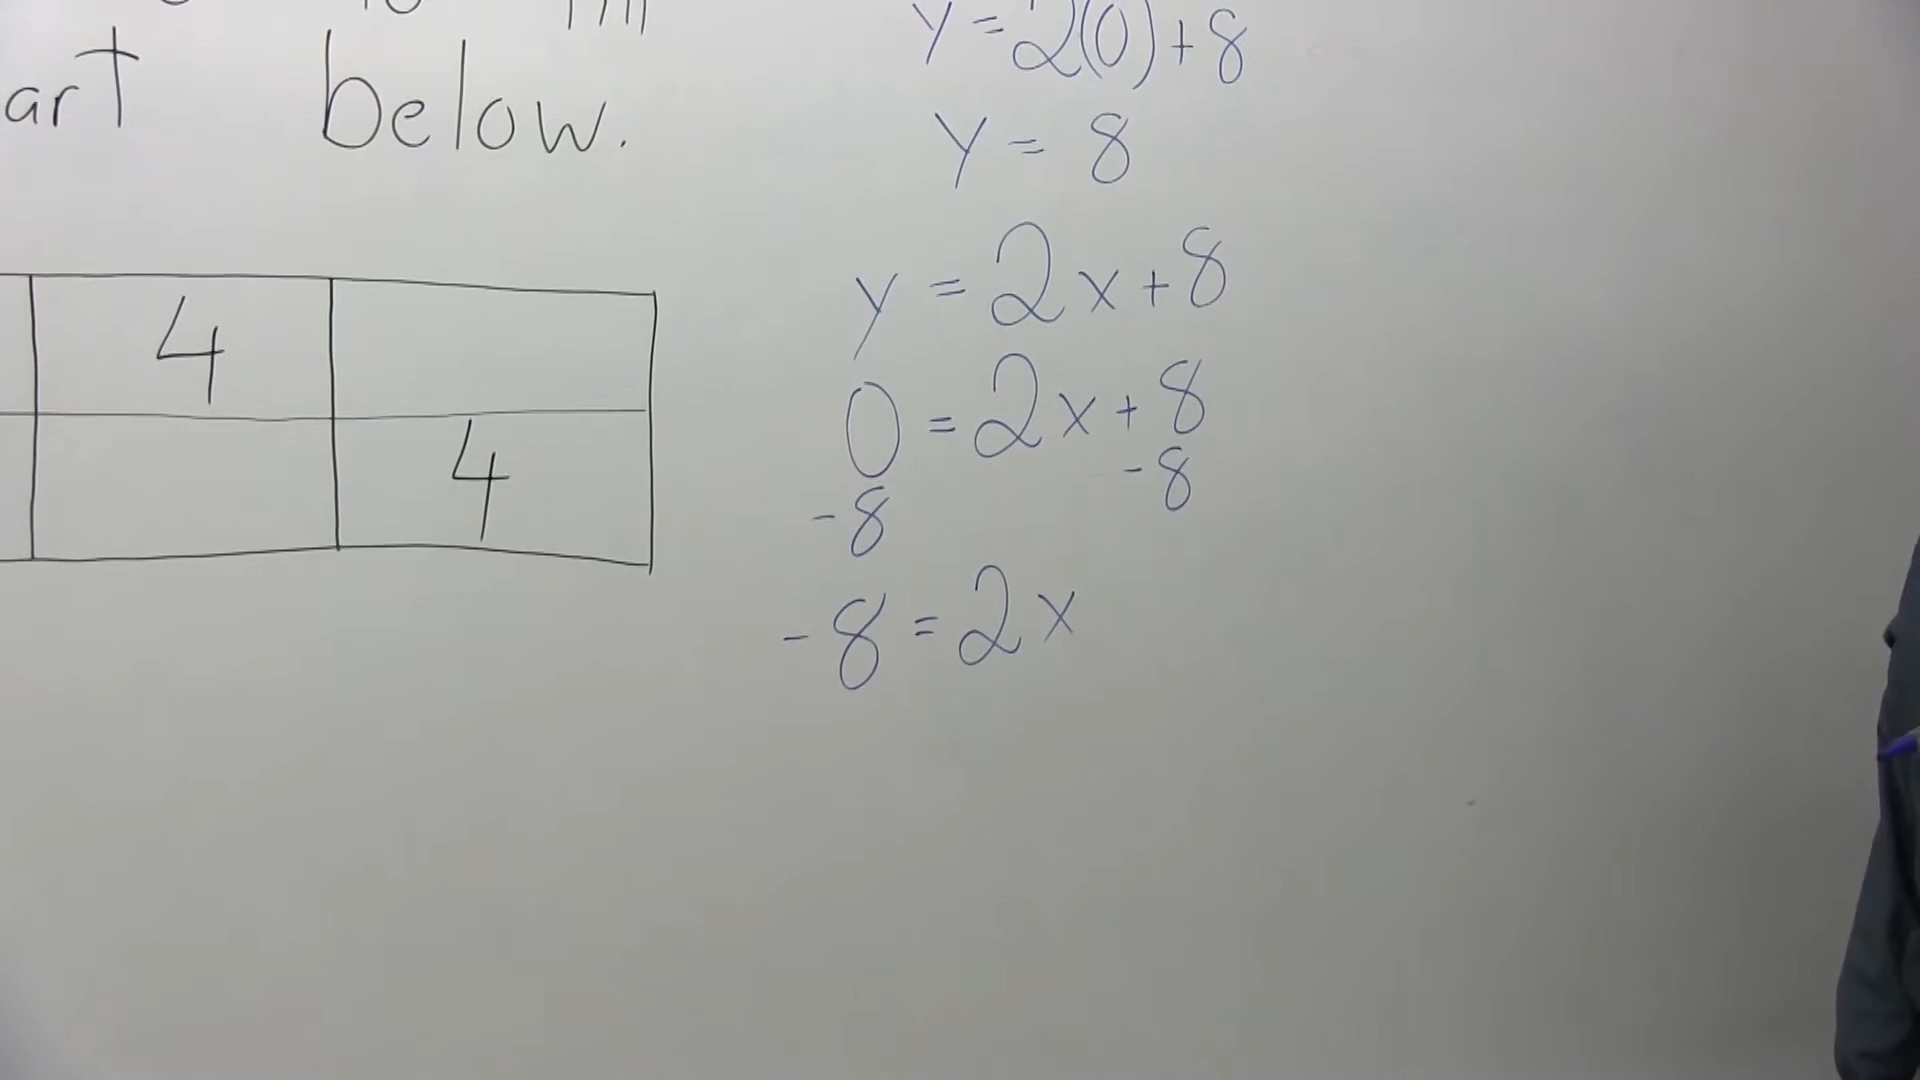 art below.
4
4
y = 2(0) + 8
y = 8
y = 2x + 8
0 = 2x + 8
-8 -8
-8 = 2x